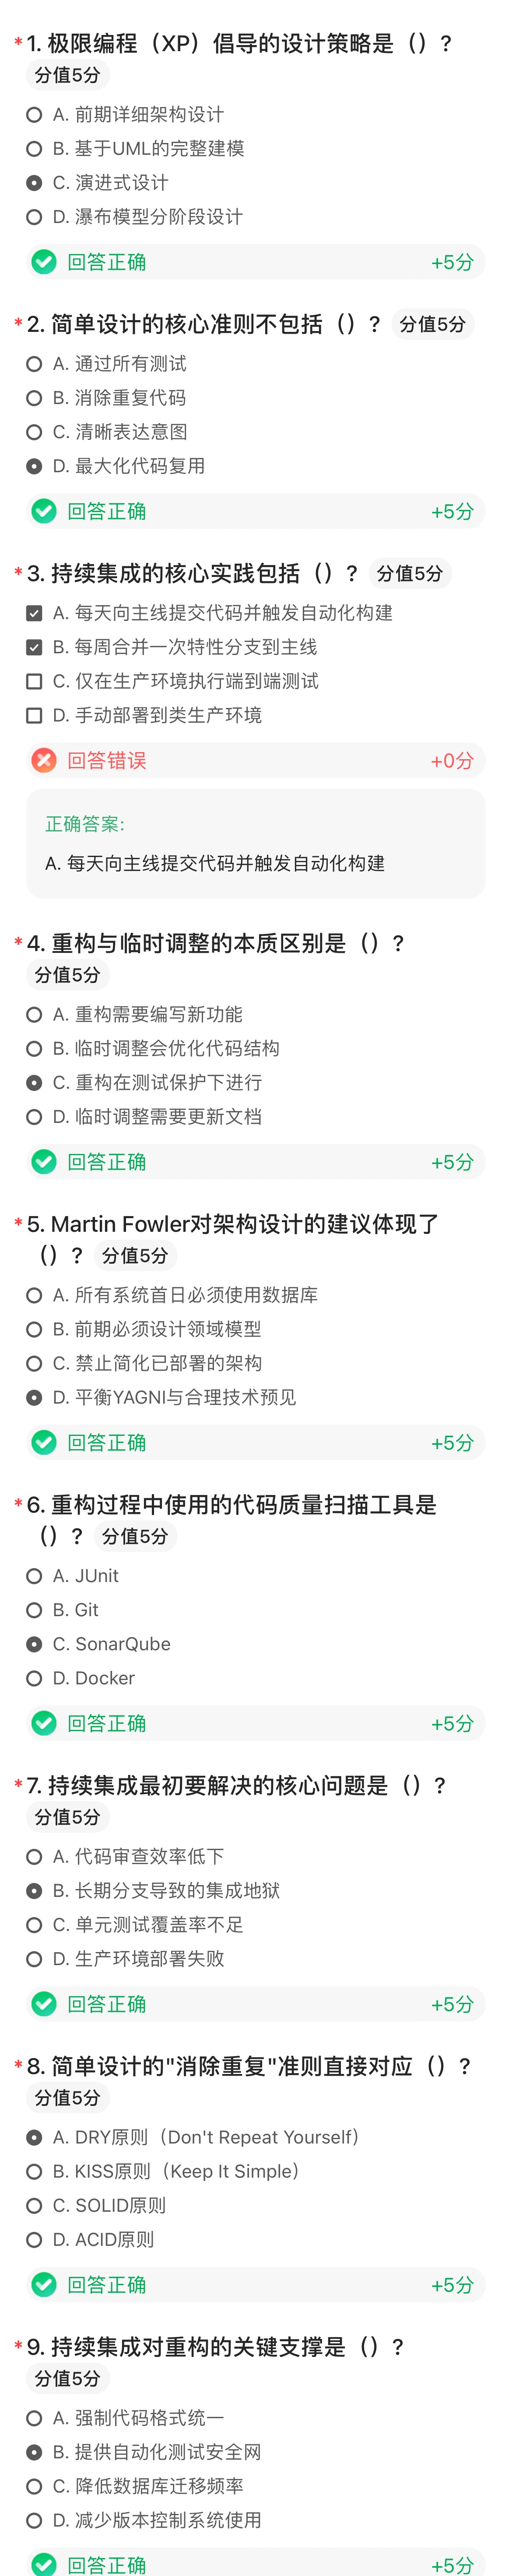 *1. 极限编程（XP）倡导的设计策略是（）?
分值5分
A. 前期详细架构设计
B. 基于UML的完整建模
C. 演进式设计
D. 瀑布模型分阶段设计
回答正确 +5分
*2. 简单设计的核心准则不包括（）? 分值5分
A. 通过所有测试
B. 消除重复代码
C. 清晰表达意图
D. 最大化代码复用
回答正确 +5分
*3. 持续集成的核心实践包括（）? 分值5分
A. 每天向主线提交代码并触发自动化构建
B. 每周合并一次特性分支到主线
C. 仅在生产环境执行端到端测试
D. 手动部署到类生产环境
回答错误 +0分
正确答案:
A. 每天向主线提交代码并触发自动化构建
*4. 重构与临时调整的本质区别是（）?
分值5分
A. 重构需要编写新功能
B. 临时调整会优化代码结构
C. 重构在测试保护下进行
D. 临时调整需要更新文档
回答正确 +5分
*5. Martin Fowler对架构设计的建议体现了
（）? 分值5分
A. 所有系统首日必须使用数据库
B. 前期必须设计领域模型
C. 禁止简化已部署的架构
D. 平衡YAGNI与合理技术预见
回答正确 +5分
*6. 重构过程中使用的代码质量扫描工具是
（）? 分值5分
A. JUnit
B. Git
C. SonarQube
D. Docker
回答正确 +5分
*7. 持续集成最初要解决的核心问题是（）?
分值5分
A. 代码审查效率低下
B. 长期分支导致的集成地狱
C. 单元测试覆盖率不足
D. 生产环境部署失败
回答正确 +5分
*8. 简单设计的"消除重复"准则直接对应（）?
分值5分
A. DRY原则（Don't Repeat Yourself）
B. KISS原则（Keep It Simple）
C. SOLID原则
D. ACID原则
回答正确 +5分
*9. 持续集成对重构的关键支撑是（）?
分值5分
A. 强制代码格式统一
B. 提供自动化测试安全网
C. 降低数据库迁移频率
D. 减少版本控制系统使用
回答正确 +5分